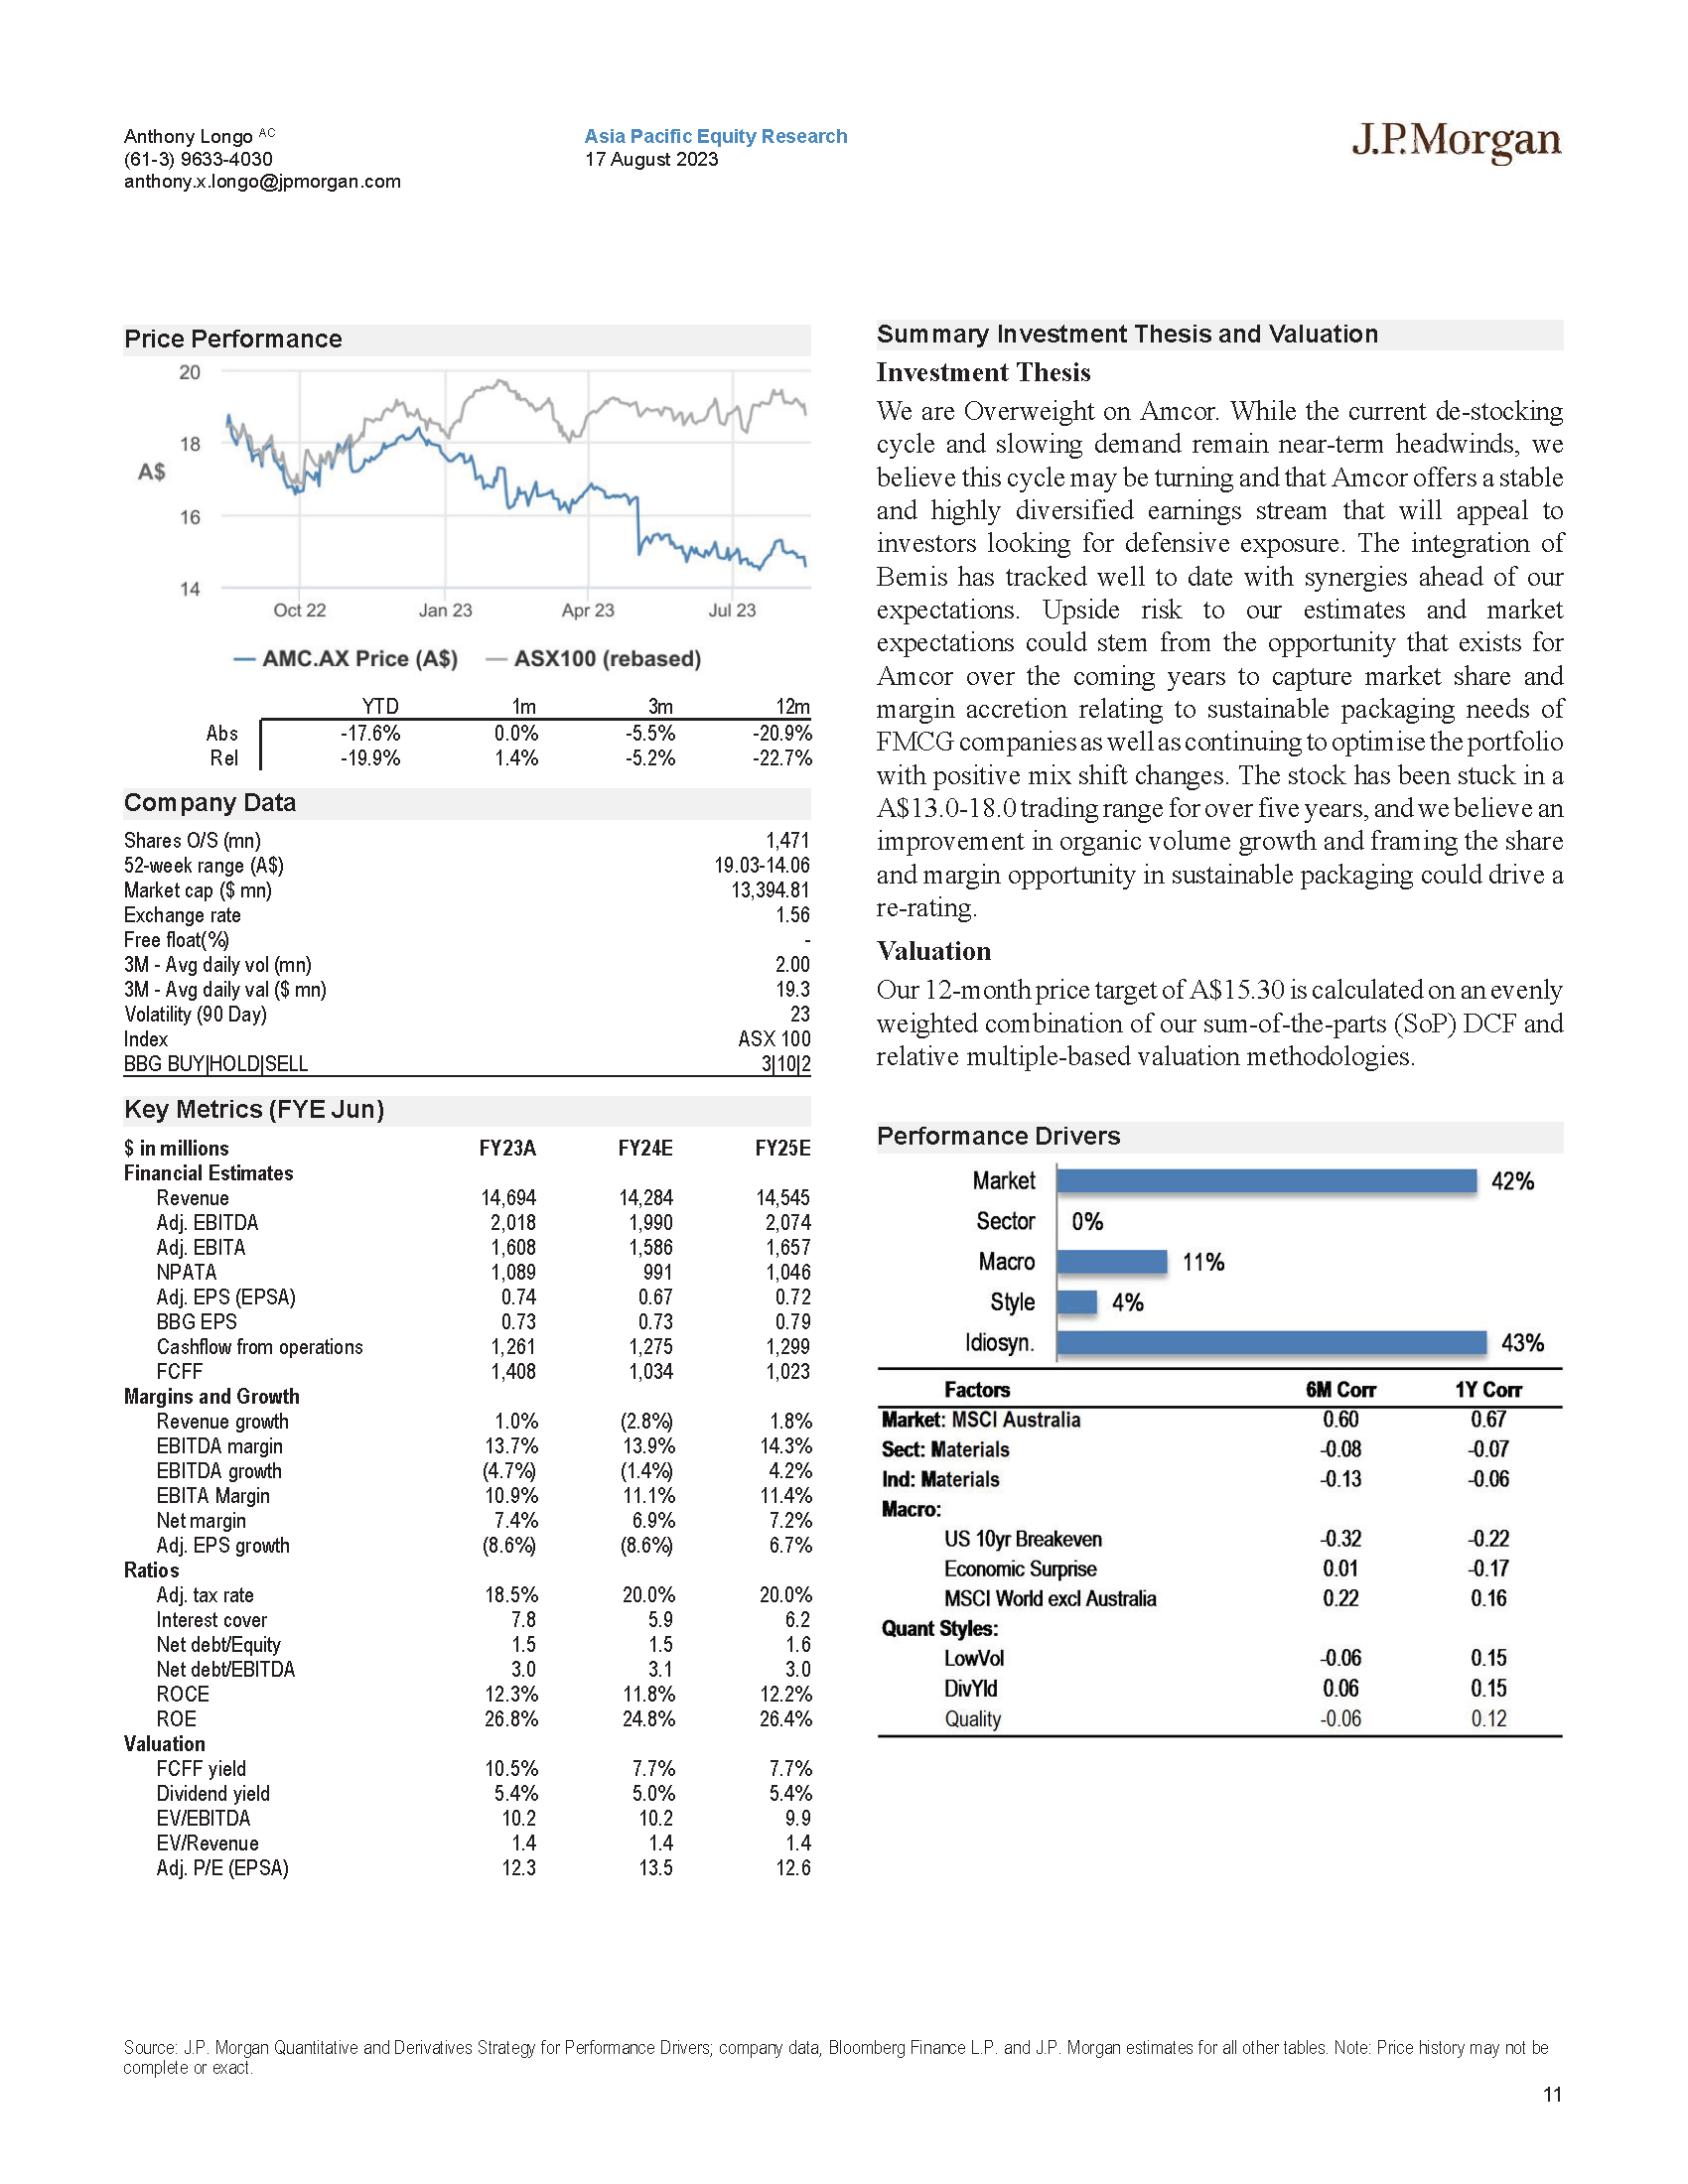 Anthony Longo AC
(61-3) 9633-4030
anthony.x.longo@jpmorgan.com
Asia Pacific Equity Research
17 August 2023
J.P.Morgan
Price Performance
20
18
A$
16
14
Oct 22 Jan 23 Apr 23 Jul 23
AMC.AX Price (A$) ASX100 (rebased)
YTD 1m 3m 12m
Abs -17.6% 0.0% -5.5% -20.9%
Rel -19.9% 1.4% -5.2% -22.7%
Company Data
Shares O/S (mn) 1,471
52-week range (A$) 19.03-14.06
Market cap ($ mn) 13,394.81
Exchange rate 1.56
Free float(%) -
3M - Avg daily vol (mn) 2.00
3M - Avg daily val ($ mn) 19.3
Volatility (90 Day) 23
Index ASX 100
BBG BUY|HOLD|SELL 3|10|2
Key Metrics (FYE Jun)
$ in millions FY23A FY24E FY25E
Financial Estimates
Revenue 14,694 14,284 14,545
Adj. EBITDA 2,018 1,990 2,074
Adj. EBITA 1,608 1,586 1,657
NPATA 1,089 991 1,046
Adj. EPS (EPSA) 0.74 0.67 0.72
BBG EPS 0.73 0.73 0.79
Cashflow from operations 1,261 1,275 1,299
FCFF 1,408 1,034 1,023
Margins and Growth
Revenue growth 1.0% (2.8%) 1.8%
EBITDA margin 13.7% 13.9% 14.3%
EBITDA growth (4.7%) (1.4%) 4.2%
EBITA Margin 10.9% 11.1% 11.4%
Net margin 7.4% 6.9% 7.2%
Adj. EPS growth (8.6%) (8.6%) 6.7%
Ratios
Adj. tax rate 18.5% 20.0% 20.0%
Interest cover 7.8 5.9 6.2
Net debt/Equity 1.5 1.5 1.6
Net debt/EBITDA 3.0 3.1 3.0
ROCE 12.3% 11.8% 12.2%
ROE 26.8% 24.8% 26.4%
Valuation
FCFF yield 10.5% 7.7% 7.7%
Dividend yield 5.4% 5.0% 5.4%
EV/EBITDA 10.2 10.2 9.9
EV/Revenue 1.4 1.4 1.4
Adj. P/E (EPSA) 12.3 13.5 12.6
Summary Investment Thesis and Valuation
Investment Thesis
We are Overweight on Amcor. While the current de-stocking
cycle and slowing demand remain near-term headwinds, we
believe this cycle may be turning and that Amcor offers a stable
and highly diversified earnings stream that will appeal to
investors looking for defensive exposure. The integration of
Bemis has tracked well to date with synergies ahead of our
expectations. Upside risk to our estimates and market
expectations could stem from the opportunity that exists for
Amcor over the coming years to capture market share and
margin accretion relating to sustainable packaging needs of
FMCG companies as well as continuing to optimise the portfolio
with positive mix shift changes. The stock has been stuck in a
A$13.0-18.0 trading range for over five years, and we believe an
improvement in organic volume growth and framing the share
and margin opportunity in sustainable packaging could drive a
re-rating.
Valuation
Our 12-month price target of A$15.30 is calculated on an evenly
weighted combination of our sum-of-the-parts (SoP) DCF and
relative multiple-based valuation methodologies.
Performance Drivers
Market 42%
Sector 0%
Macro 11%
Style 4%
Idiosyn. 43%
Factors 6M Corr 1Y Corr
Market: MSCI Australia 0.60 0.67
Sect: Materials -0.08 -0.07
Ind: Materials -0.13 -0.06
Macro:
US 10yr Breakeven -0.32 -0.22
Economic Surprise 0.01 -0.17
MSCI World excl Australia 0.22 0.16
Quant Styles:
LowVol -0.06 0.15
DivYld 0.06 0.15
Quality -0.06 0.12
Source: J.P. Morgan Quantitative and Derivatives Strategy for Performance Drivers; company data, Bloomberg Finance L.P. and J.P. Morgan estimates for all other tables. Note: Price history may not be
complete or exact.
11